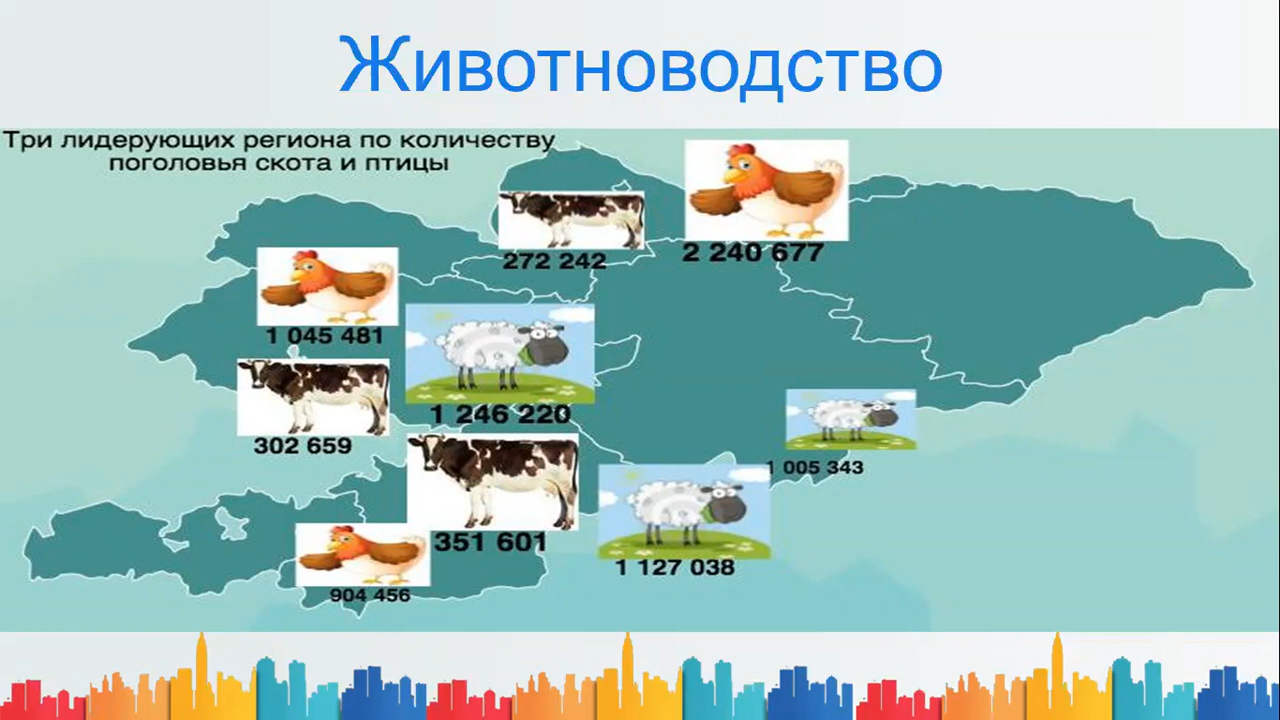 Животноводство
Три лидерующих региона по количеству
поголовья скота и птицы
272 242
2 240 677
1 045 481
1 246 220
302 659
1 005 343
351 601
1 127 038
904 456